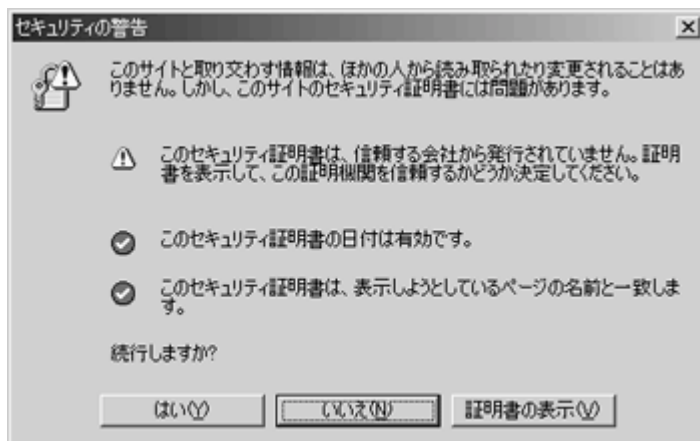 セキュリティの警告
このサイトと取り交わす情報は、ほかの人から読み取られたり変更されることはあ
りません。しかし、このサイトのセキュリティ証明書には問題があります。
このセキュリティ証明書は、信頼する会社から発行されていません。証明
書を表示して、この証明機関を信頼するかどうか決定してください。
このセキュリティ証明書の日付は有効です。
このセキュリティ証明書は、表示しようとしているページの名前と一致しま
す。
続行しますか?
はい(Y) いいえ(N) 証明書の表示(V)